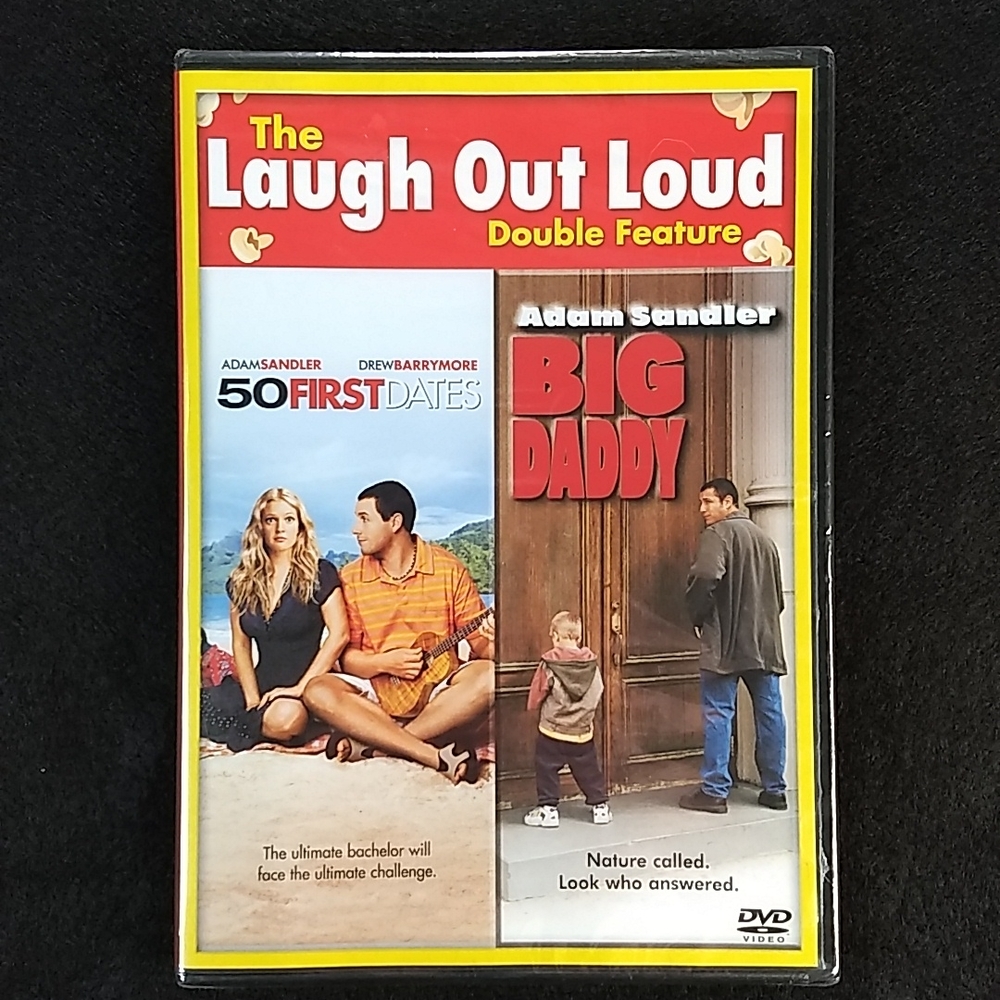 The
Laugh Out Loud
Double Feature
ADAMSANDLER DREWBARRYMORE
50FIRSTDATES
The ultimate bachelor will
face the ultimate challenge.
Adam Sandler
BIG
DADDY
Nature called.
Look who answered.
DVD
VIDEO